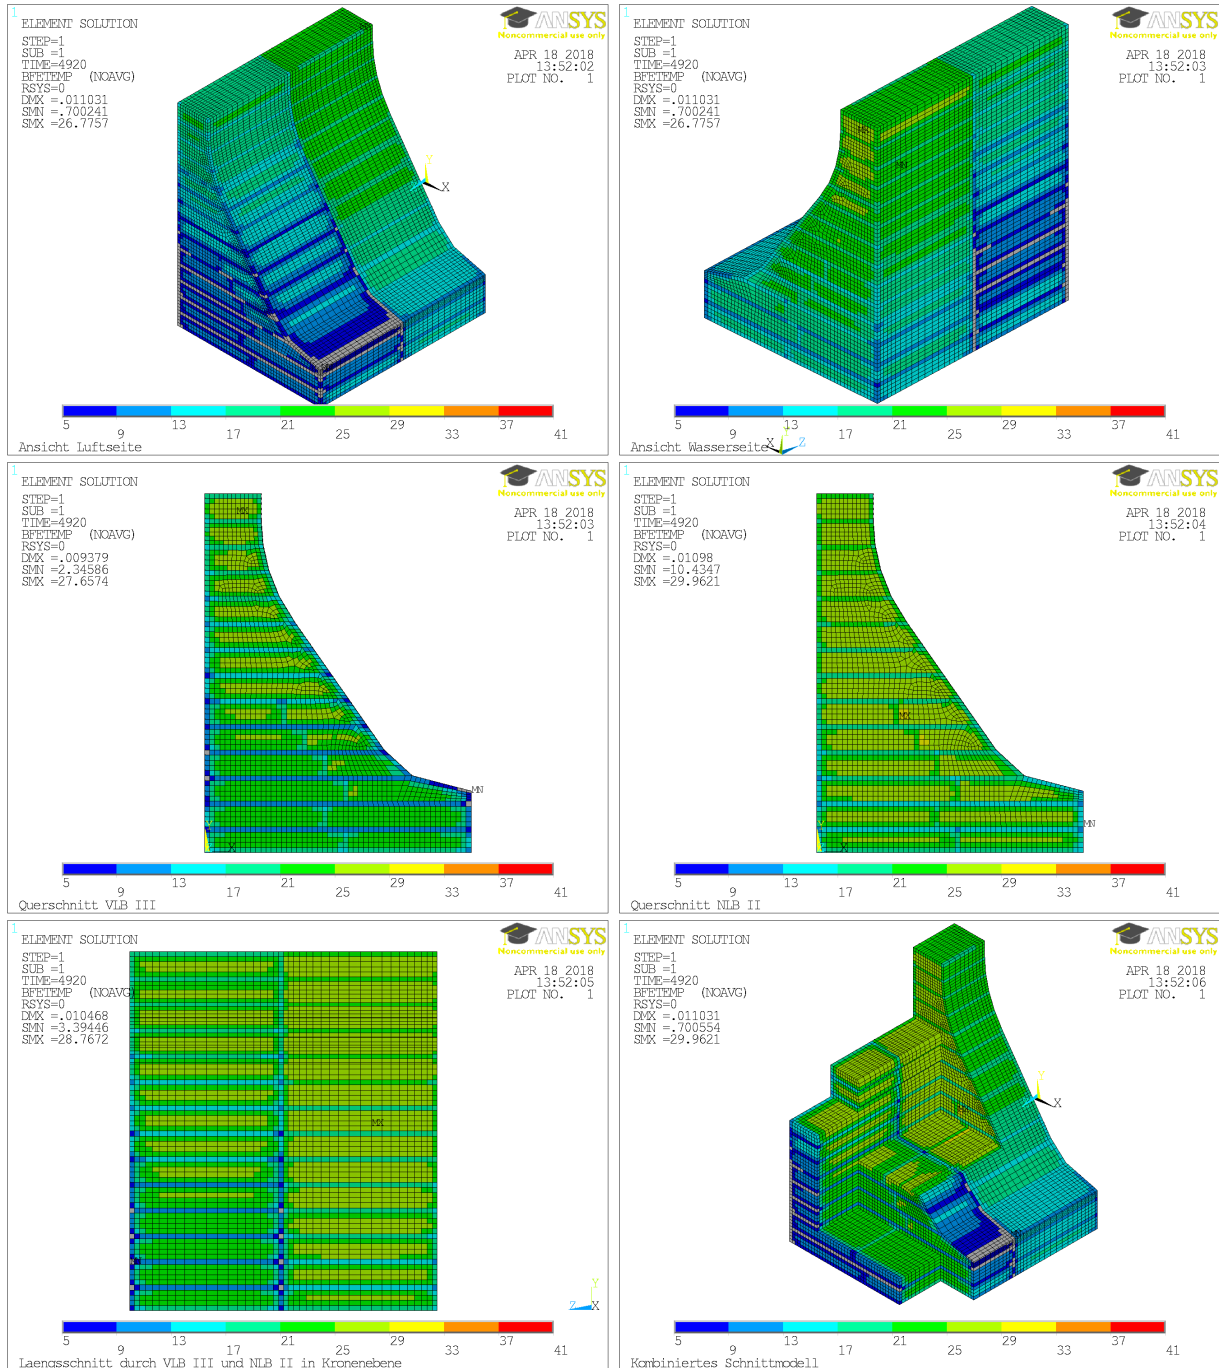 1
ELEMENT SOLUTION
STEP=1
SUB =1
TIME=4920
BFETEMP (NOAVG)
RSYS=0
DMX =.011031
SMN =.700241
SMX =26.7757
ANSYS
Noncommercial use only
APR 18 2018
13:52:02
PLOT NO. 1
Y
X
5 9 13 17 21 25 29 33 37 41
Ansicht Luftseite
1
ELEMENT SOLUTION
STEP=1
SUB =1
TIME=4920
BFETEMP (NOAVG)
RSYS=0
DMX =.011031
SMN =.700241
SMX =26.7757
ANSYS
Noncommercial use only
APR 18 2018
13:52:03
PLOT NO. 1
MX
MN
5 9 13 17 21 25 29 33 37 41
Ansicht Wasserseite
X Y Z
1
ELEMENT SOLUTION
STEP=1
SUB =1
TIME=4920
BFETEMP (NOAVG)
RSYS=0
DMX =.009379
SMN =2.34586
SMX =27.6574
ANSYS
Noncommercial use only
APR 18 2018
13:52:03
PLOT NO. 1
MX
MN
Y
X
5 9 13 17 21 25 29 33 37 41
Querschnitt VLB III
1
ELEMENT SOLUTION
STEP=1
SUB =1
TIME=4920
BFETEMP (NOAVG)
RSYS=0
DMX =.01098
SMN =10.4347
SMX =29.9621
ANSYS
Noncommercial use only
APR 18 2018
13:52:04
PLOT NO. 1
MX
MN
X
5 9 13 17 21 25 29 33 37 41
Querschnitt NLB II
1
ELEMENT SOLUTION
STEP=1
SUB =1
TIME=4920
BFETEMP (NOAVG)
RSYS=0
DMX =.010468
SMN =3.39446
SMX =28.7672
ANSYS
Noncommercial use only
APR 18 2018
13:52:05
PLOT NO. 1
MX
Y
Z X
5 9 13 17 21 25 29 33 37 41
Laengsschnitt durch VLB III und NLB II in Kronenebene
1
ELEMENT SOLUTION
STEP=1
SUB =1
TIME=4920
BFETEMP (NOAVG)
RSYS=0
DMX =.011031
SMN =.700554
SMX =29.9621
ANSYS
Noncommercial use only
APR 18 2018
13:52:06
PLOT NO. 1
MX
Y
X
5 9 13 17 21 25 29 33 37 41
Kombiniertes Schnittmodell